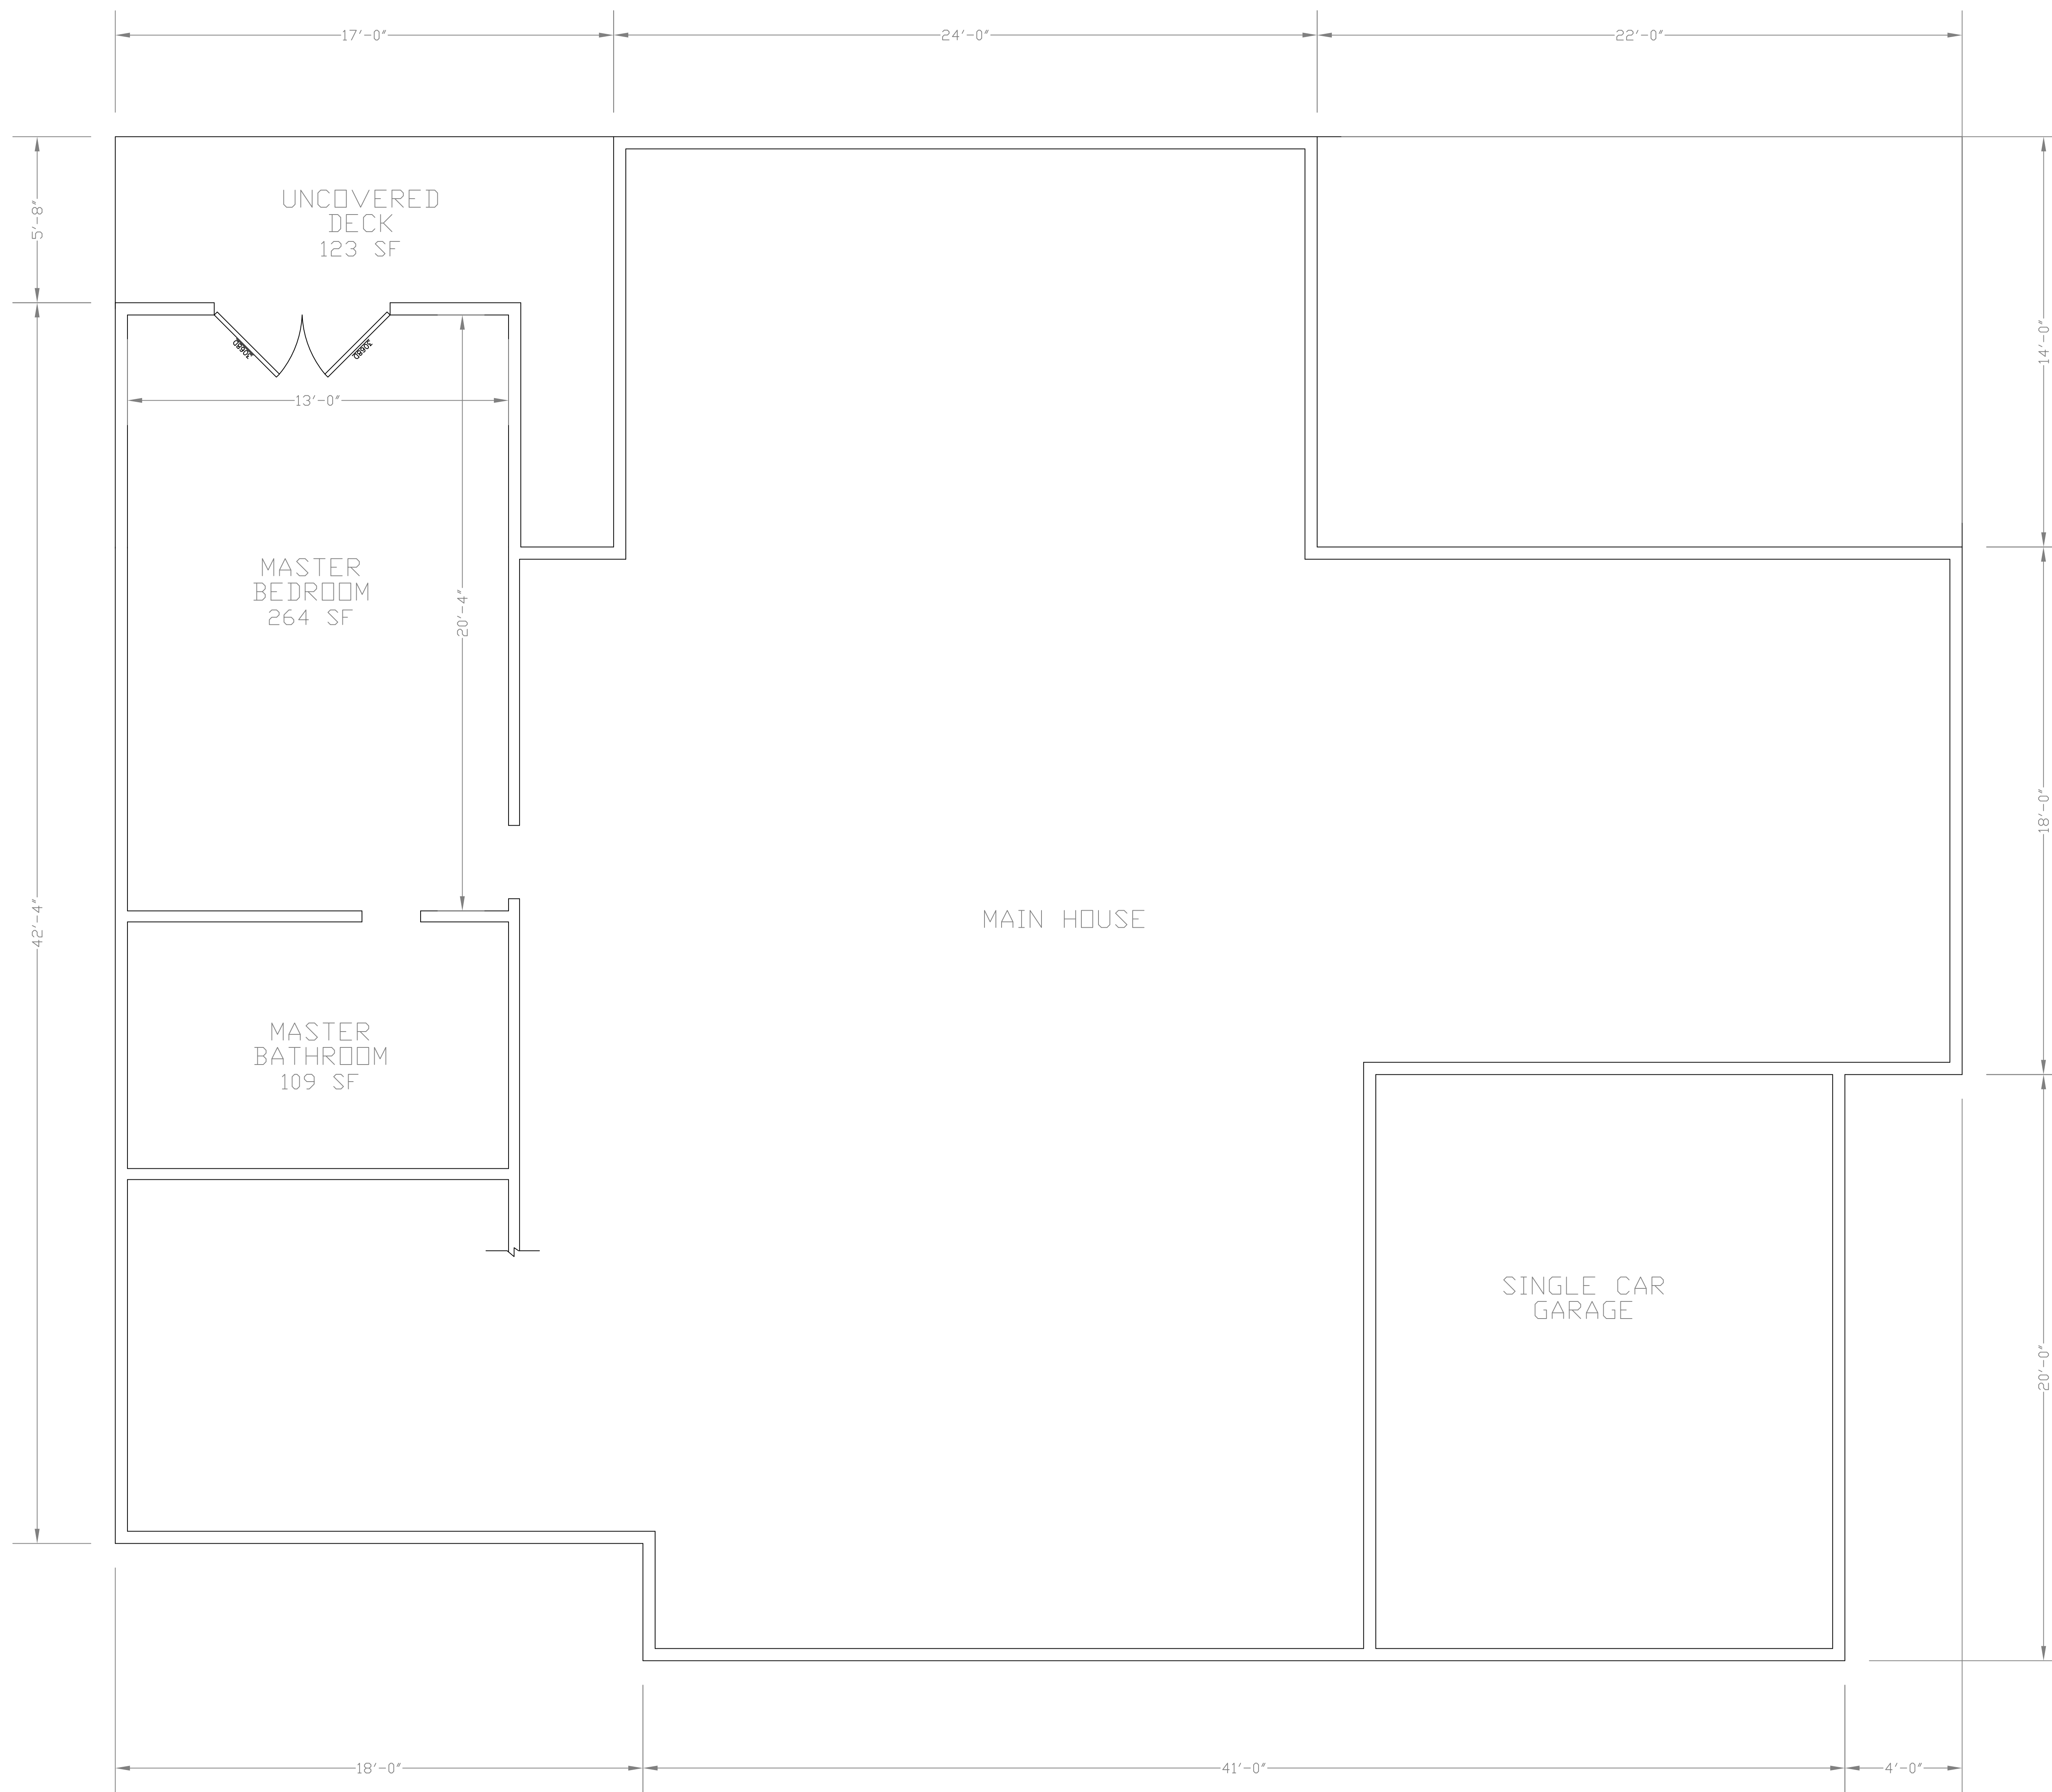 17'-0"
24'-0"
22'-0"
5'-8"
UNCOVERED
DECK
123 SF
14'-0"
3068D
3068D
13'-0"
MASTER
BEDROOM
264 SF
20'-4"
18'-0"
42'-4"
MAIN HOUSE
MASTER
BATHROOM
109 SF
SINGLE CAR
GARAGE
20'-0"
18'-0"
41'-0"
4'-0"